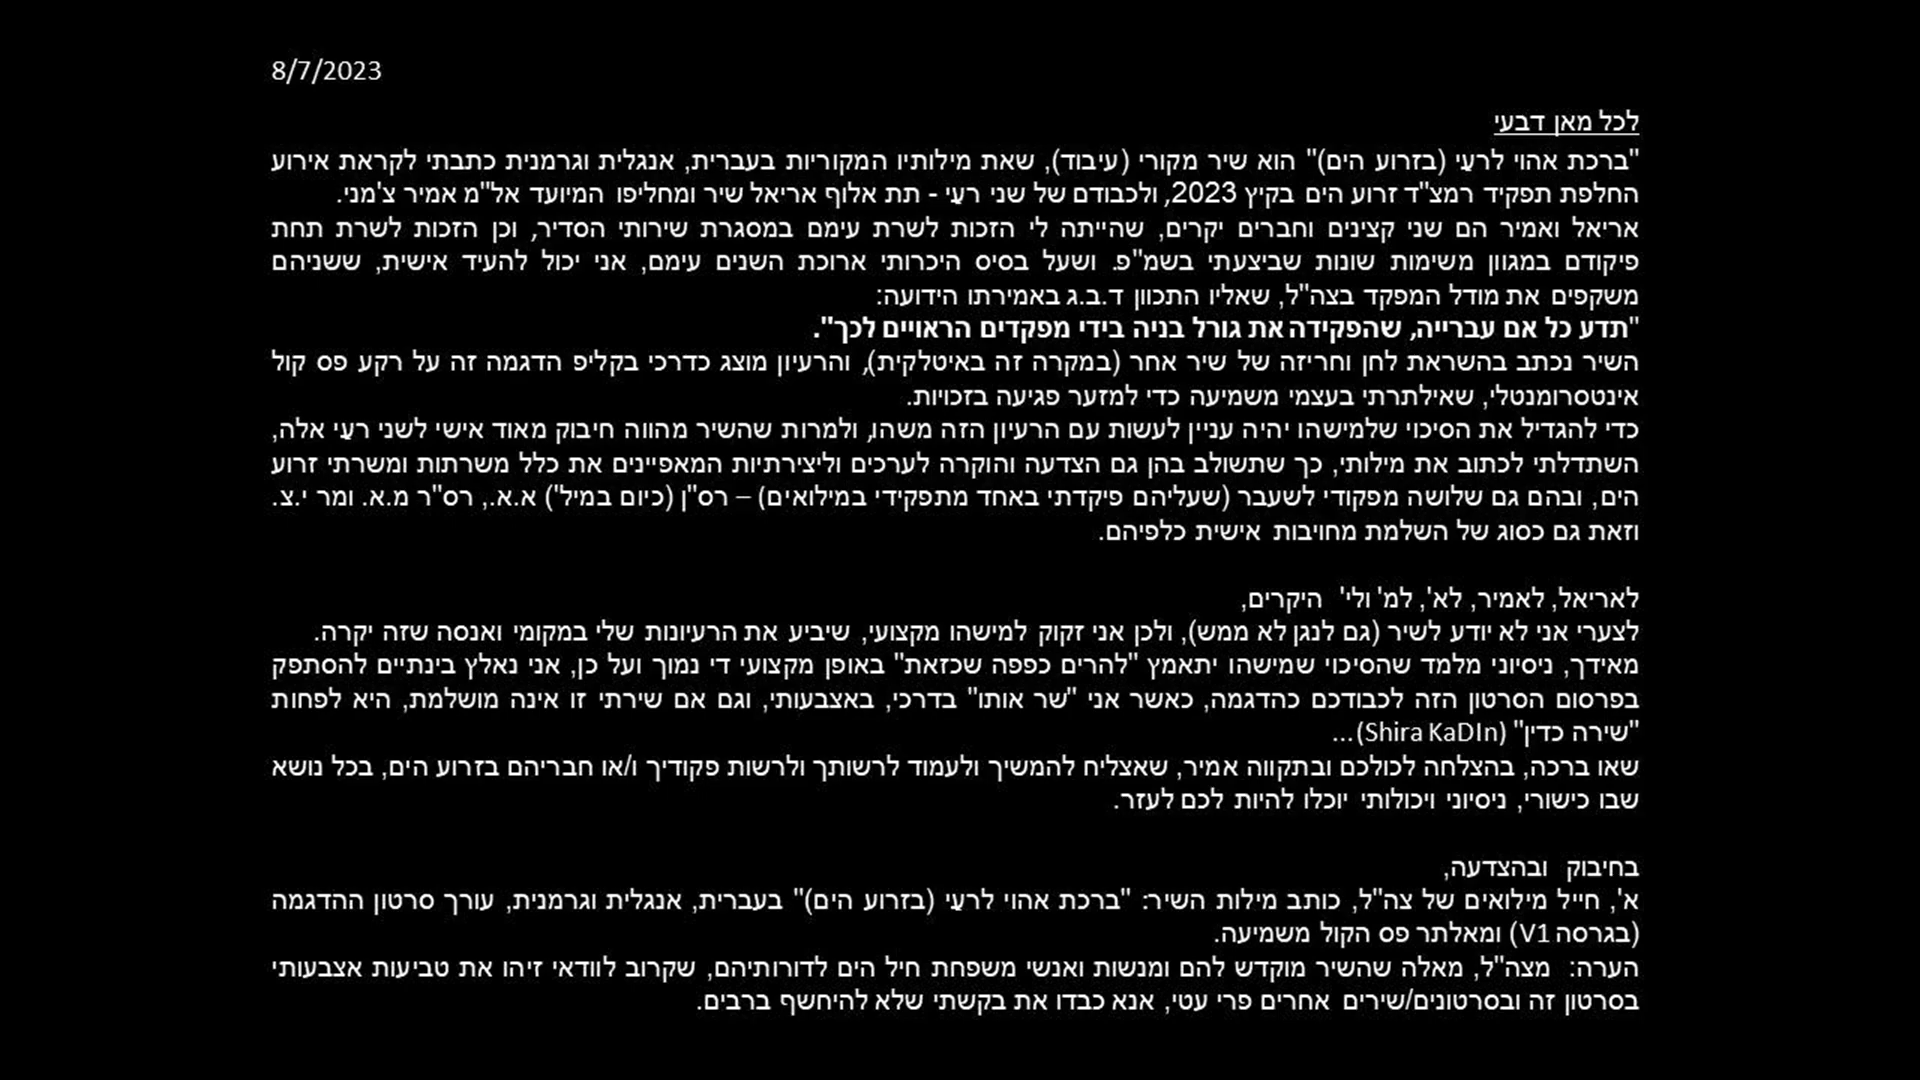 8/7/2023
לכל מאן דבעי
"ברכת אהוי לרעַי (בזרוע הים)" הוא שיר מקורי (עיבוד), שאת מילותיו המקוריות בעברית, אנגלית וגרמנית כתבתי לקראת אירוע
החלפת תפקיד רמצ"ד זרוע הים בקיץ 2023, ולכבודם של שני רעַי - תת אלוף אריאל שיר ומחליפו המיועד אל"מ אמיר צ'מני.
אריאל ואמיר הם שני קצינים וחברים יקרים, שהייתה לי הזכות לשרת עימם במסגרת שירותי הסדיר, וכן הזכות לשרת תחת
פיקודם במגוון משימות שונות שביצעתי בשמ"פ. ושעל בסיס היכרותי ארוכת השנים עימם, אני יכול להעיד אישית, ששניהם
משקפים את מודל המפקד בצה"ל, שאליו התכוון ד.ב.ג באמירתו הידועה:
"תדע כל אם עברייה, שהפקידה את גורל בניה בידי מפקדים הראויים לכך".
השיר נכתב בהשראת לחן וחריזה של שיר אחר (במקרה זה באיטלקית), והרעיון מוצג כדרכי בקליפ הדגמה זה על רקע פס קול
אינטסרומנטלי, שאילתרתי בעצמי משמיעה כדי למזער פגיעה בזכויות.
כדי להגדיל את הסיכוי שלמישהו יהיה עניין לעשות עם הרעיון הזה משהו, ולמרות שהשיר מהווה חיבוק מאוד אישי לשני רעַי אלה,
השתדלתי לכתוב את מילותי, כך שתשולב בהן גם הצדעה והוקרה לערכים וליצירתיות המאפיינים את כלל משרתות ומשרתי זרוע
הים, ובהם גם שלושה מפקודי לשעבר (שעליהם פיקדתי באחד מתפקידי במילואים) – רס"ן (כיום במיל') א.א., רס"ר מ.א. ומר י.צ.
וזאת גם כסוג של השלמת מחויבות אישית כלפיהם.
לאריאל, לאמיר, לא', למ' ולי' היקרים,
לצערי אני לא יודע לשיר (גם לנגן לא ממש), ולכן אני זקוק למישהו מקצועי, שיביע את הרעיונות שלי במקומי ואנסה שזה יקרה.
מאידך, ניסיוני מלמד שהסיכוי שמישהו יתאמץ "להרים כפפה שכזאת" באופן מקצועי די נמוך ועל כן, אני נאלץ בינתיים להסתפק
בפרסום הסרטון הזה לכבודכם כהדגמה, כאשר אני "שר אותו" בדרכי, באצבעותי, וגם אם שירתי זו אינה מושלמת, היא לפחות
"שירה כדין" (Shira KaDIn)...
שאו ברכה, בהצלחה לכולכם ובתקווה אמיר, שאצליח להמשיך ולעמוד לרשותך ולרשות פקודיך ו/או חבריהם בזרוע הים, בכל נושא
שבו כישורי, ניסיוני ויכולותי יוכלו להיות לכם לעזר.
בחיבוק ובהצדעה,
א', חייל מילואים של צה"ל, כותב מילות השיר: "ברכת אהוי לרעַי (בזרוע הים)" בעברית, אנגלית וגרמנית, עורך סרטון ההדגמה
(בגרסה V1) ומאלתר פס הקול משמיעה.
הערה: מצה"ל, מאלה שהשיר מוקדש להם ומנשות ואנשי משפחת חיל הים לדורותיהם, שקרוב לוודאי זיהו את טביעות אצבעותי
בסרטון זה ובסרטונים/שירים אחרים פרי עטי, אנא כבדו את בקשתי שלא להיחשף ברבים.